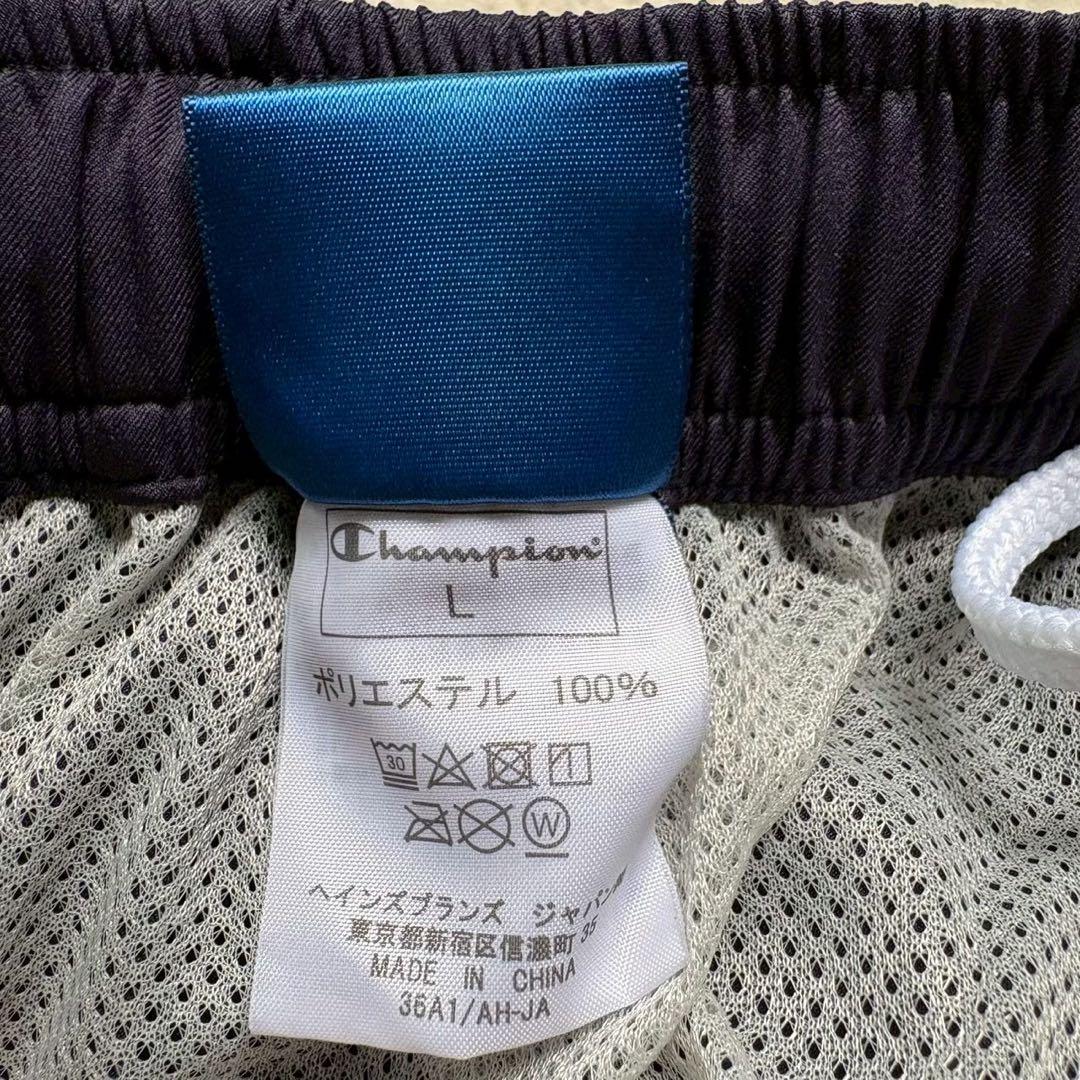 Champion
L
ポリエステル 100%
30
W
ヘインズブランズ ジャパン
東京都新宿区信濃町 35
MADE IN CHINA
36A1/AH-JA